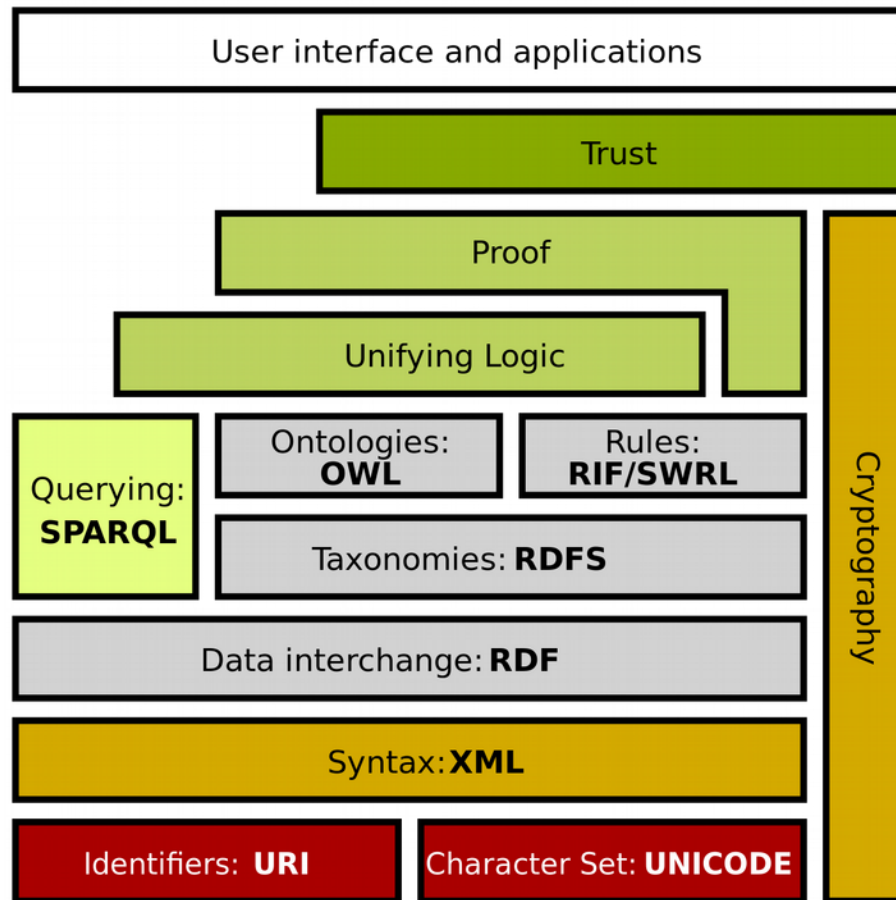 User interface and applications
Trust
Proof
Unifying Logic
Ontologies:
OWL
Rules:
RIF/SWRL
Querying:
SPARQL
Taxonomies: RDFS
Cryptography
Data interchange: RDF
Syntax: XML
Identifiers: URI
Character Set: UNICODE